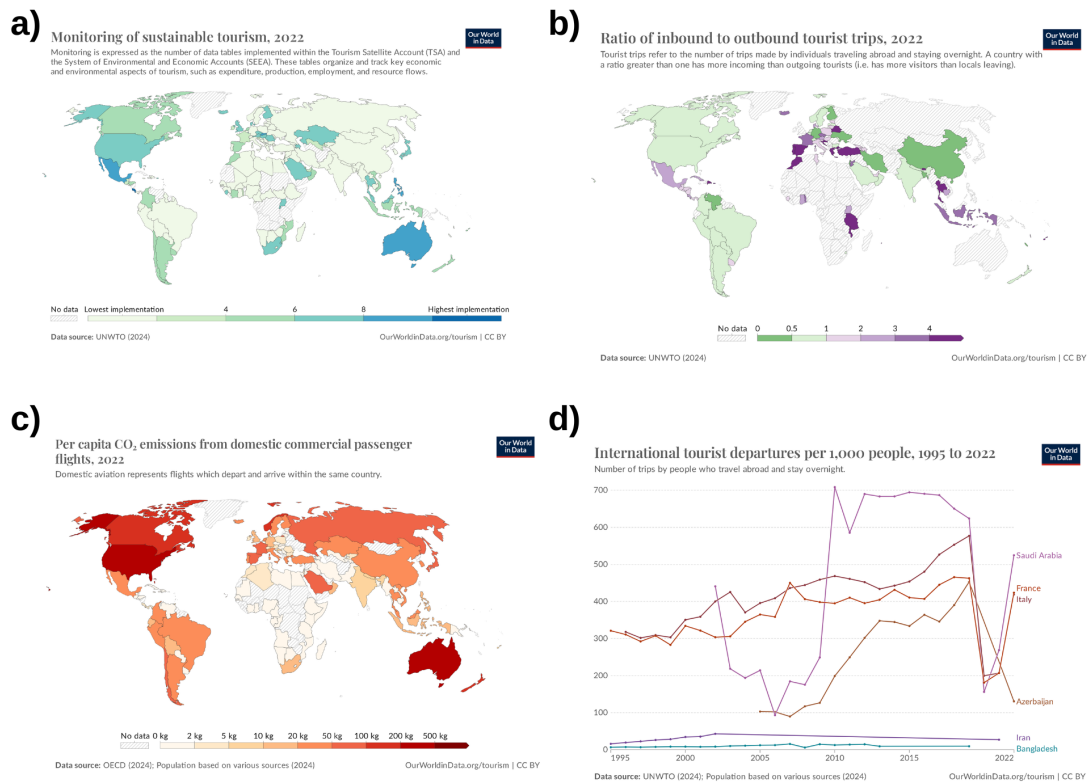 a)
Monitoring of sustainable tourism, 2022
Our World
in Data
Monitoring is expressed as the number of data tables implemented within the Tourism Satellite Account (TSA) and
the System of Environmental and Economic Accounts (SEEA). These tables organize and track key economic
and environmental aspects of tourism, such as expenditure, production, employment, and resource flows.
No data Lowest implementation 4 6 8 Highest implementation
Data source: UNWTO (2024) OurWorldinData.org/tourism | CC BY
b)
Ratio of inbound to outbound tourist trips, 2022
Our World
in Data
Tourist trips refer to the number of trips made by individuals traveling abroad and staying overnight. A country with
a ratio greater than one has more incoming than outgoing tourists (i.e. has more visitors than locals leaving).
No data 0 0.5 1 2 3 4
Data source: UNWTO (2024) OurWorldinData.org/tourism | CC BY
c)
Per capita CO₂ emissions from domestic commercial passenger
flights, 2022
Our World
in Data
Domestic aviation represents flights which depart and arrive within the same country.
No data 0 kg 2 kg 5 kg 10 kg 20 kg 50 kg 100 kg 200 kg 500 kg
Data source: OECD (2024); Population based on various sources (2024) OurWorldinData.org/tourism | CC BY
d)
International tourist departures per 1,000 people, 1995 to 2022
Our World
in Data
Number of trips by people who travel abroad and stay overnight.
700
600
Saudi Arabia
500
France
Italy
400
300
200
Azerbaijan
100
Iran
Bangladesh
0
1995 2000 2005 2010 2015 2022
Data source: UNWTO (2024); Population based on various sources (2024) OurWorldinData.org/tourism | CC BY